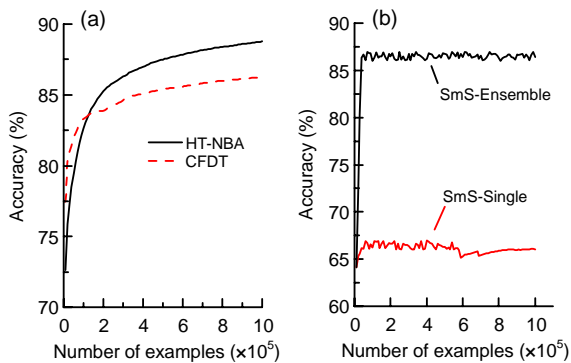 (a)
90
85
80
75
70
Accuracy (%)
HT-NBA
CFDT
0 2 4 6 8 10
Number of examples (×10⁵)
(b)
90
85
80
75
70
65
60
Accuracy (%)
SmS-Ensemble
SmS-Single
0 2 4 6 8 10
Number of examples (×10⁵)